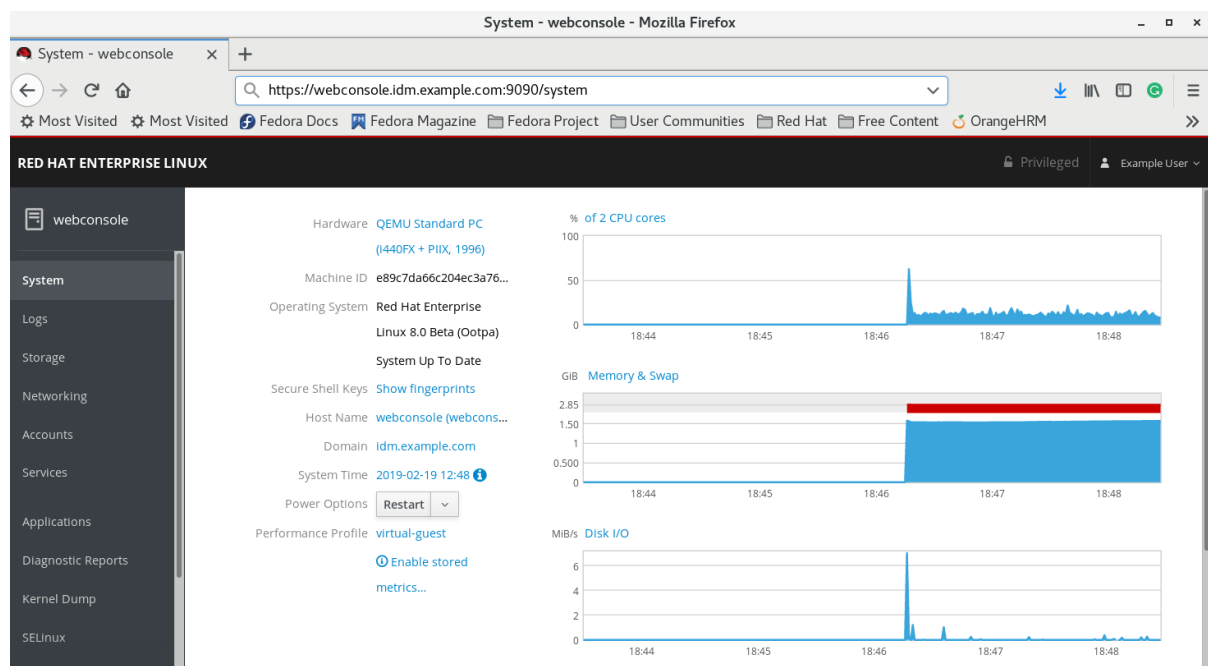 System - webconsole - Mozilla Firefox
System - webconsole
https://webconsole.idm.example.com:9090/system
Most Visited Most Visited Fedora Docs Fedora Magazine Fedora Project User Communities Red Hat Free Content OrangeHRM
RED HAT ENTERPRISE LINUX
Privileged Example User
webconsole
System
Logs
Storage
Networking
Accounts
Services
Applications
Diagnostic Reports
Kernel Dump
SELinux
Hardware QEMU Standard PC
(i440FX + PIIX, 1996)
Machine ID e89c7da66c204ec3a76...
Operating System Red Hat Enterprise
Linux 8.0 Beta (Ootpa)
System Up To Date
Secure Shell Keys Show fingerprints
Host Name webconsole (webcons...
Domain idm.example.com
System Time 2019-02-19 12:48
Power Options Restart
Performance Profile virtual-guest
Enable stored
metrics...
% of 2 CPU cores
100
50
0
18:44 18:45 18:46 18:47 18:48
GiB Memory & Swap
2.85
1.50
1
0.500
0
18:44 18:45 18:46 18:47 18:48
MiB/s Disk I/O
6
4
2
0
18:44 18:45 18:46 18:47 18:48